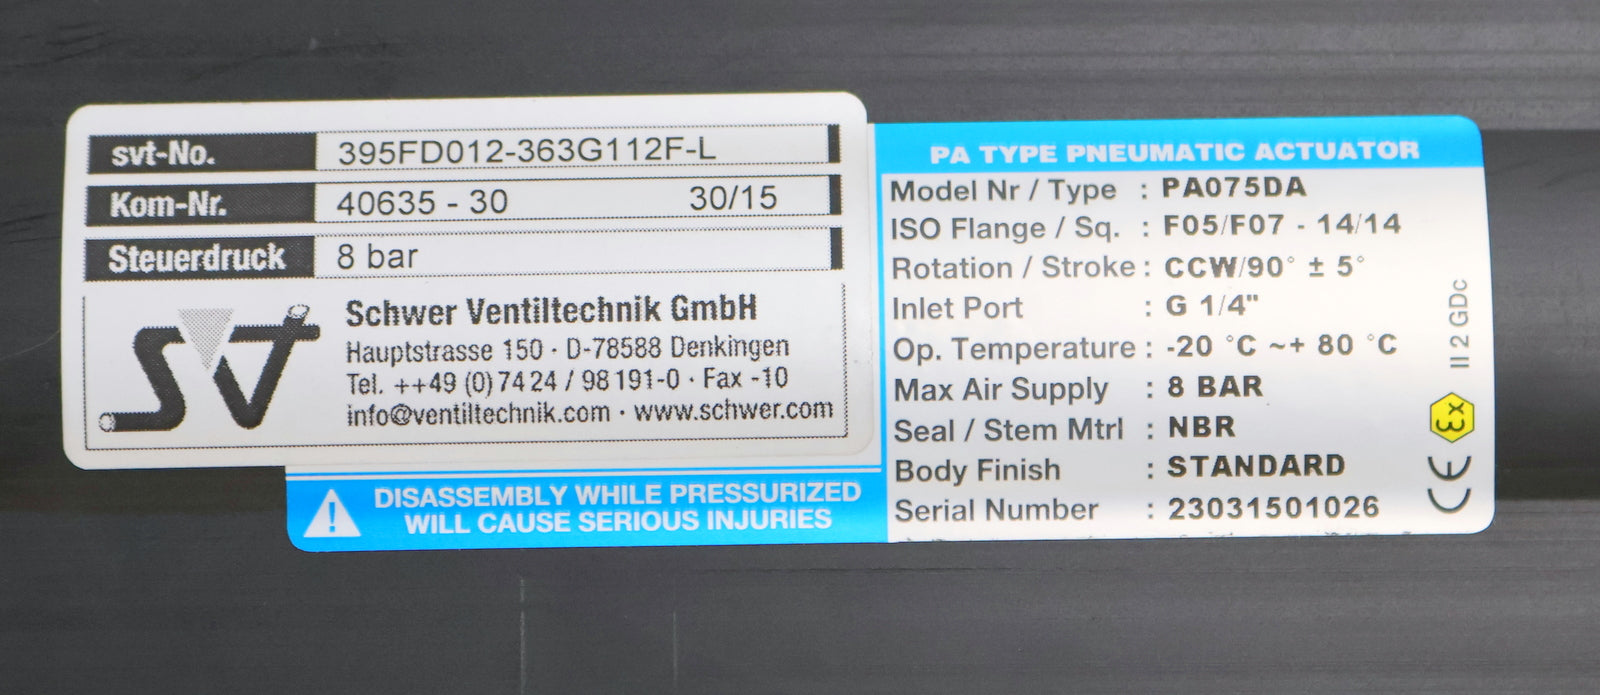 svt-No. 395FD012-363G112F-L
Kom-Nr. 40635 - 30 30/15
Steuerdruck 8 bar
svt
Schwer Ventiltechnik GmbH
Hauptstrasse 150 · D-78588 Denkingen
Tel. ++49 (0) 74 24 / 98 191-0 · Fax -10
info@ventiltechnik.com · www.schwer.com
DISASSEMBLY WHILE PRESSURIZED
WILL CAUSE SERIOUS INJURIES
PA TYPE PNEUMATIC ACTUATOR
Model Nr / Type : PA075DA
ISO Flange / Sq. : F05/F07 - 14/14
Rotation / Stroke : CCW/90° ± 5°
Inlet Port : G 1/4"
Op. Temperature : -20 °C ~+ 80 °C
Max Air Supply : 8 BAR
Seal / Stem Mtrl : NBR
Body Finish : STANDARD
Serial Number : 23031501026
CE Ex II 2 GDc